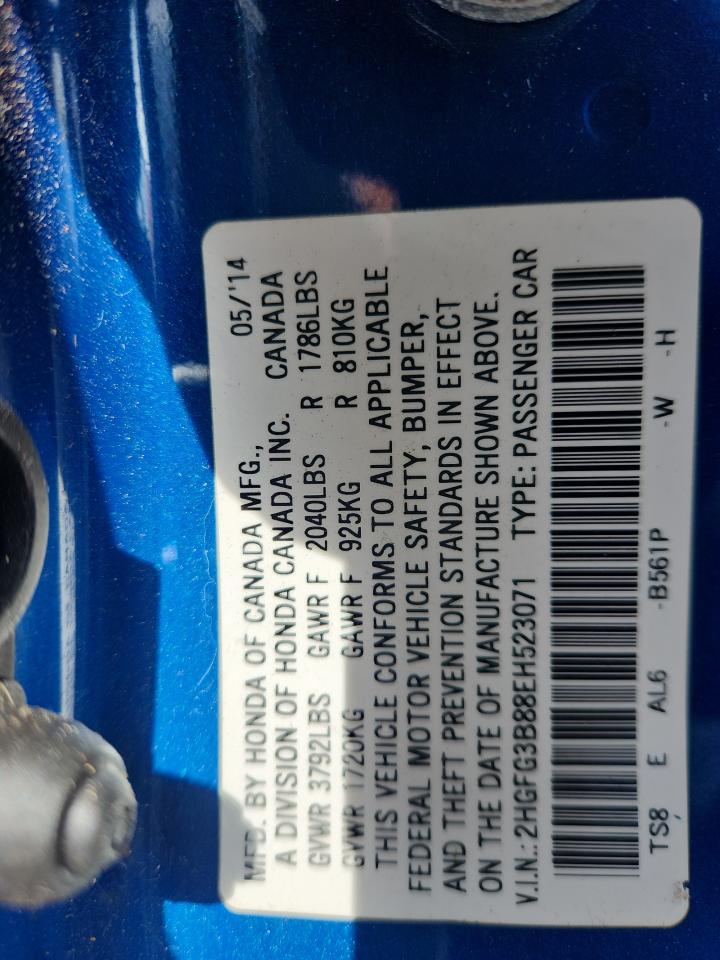 MFD. BY HONDA OF CANADA MFG., 05/'14
A DIVISION OF HONDA CANADA INC. CANADA
GVWR 3792LBS GAWR F 2040LBS R 1786LBS
GVWR 1720KG GAWR F 925KG R 810KG
THIS VEHICLE CONFORMS TO ALL APPLICABLE
FEDERAL MOTOR VEHICLE SAFETY, BUMPER,
AND THEFT PREVENTION STANDARDS IN EFFECT
ON THE DATE OF MANUFACTURE SHOWN ABOVE.
V.I.N.: 2HGFG3B88EH523071 TYPE: PASSENGER CAR
TS8 E AL6 -B561P -W -H